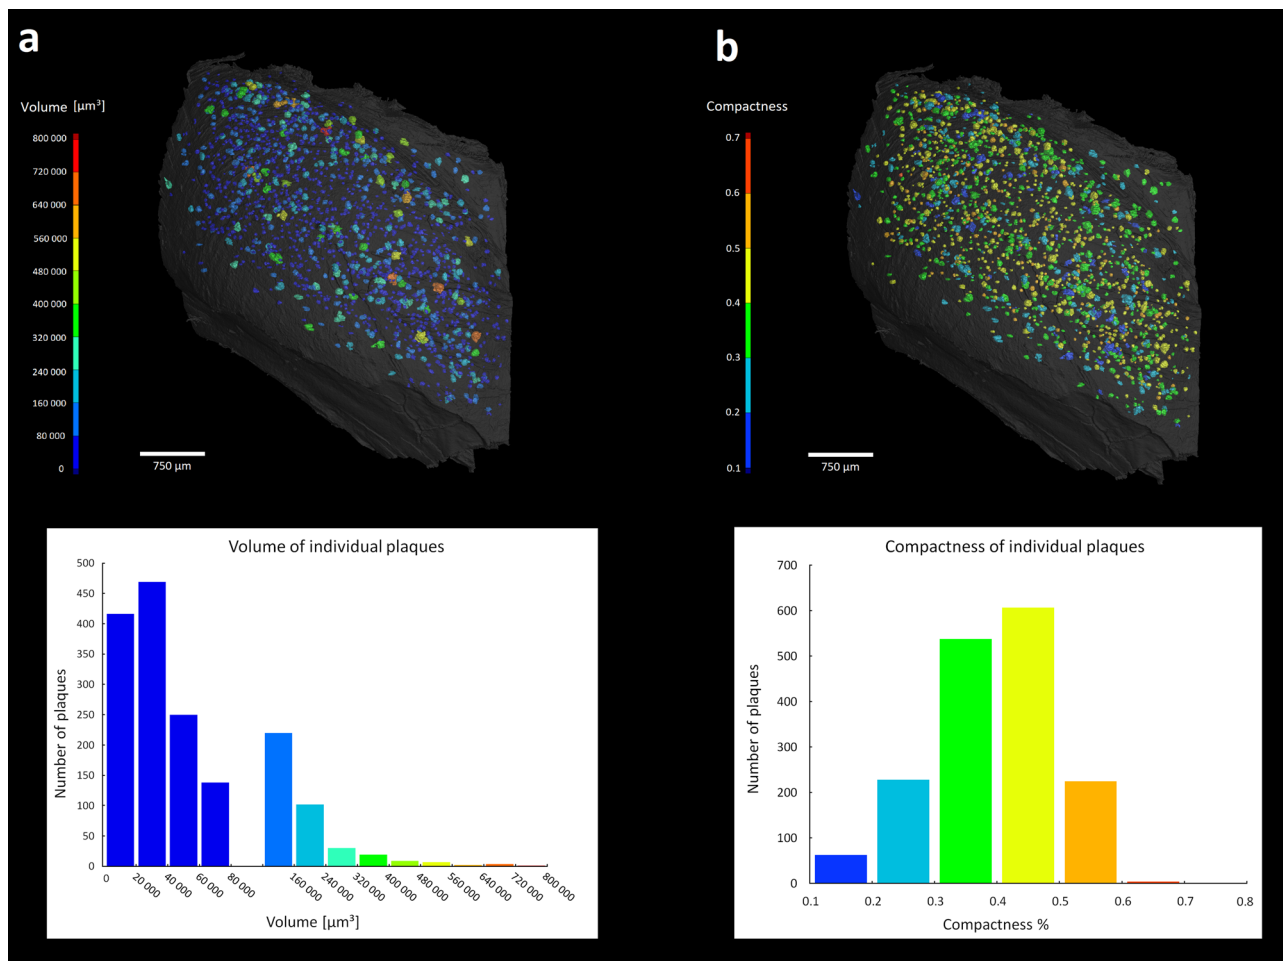 a
Volume [µm³]
800 000
720 000
640 000
560 000
480 000
400 000
320 000
240 000
160 000
80 000
0
750 µm
b
Compactness
0.7
0.6
0.5
0.4
0.3
0.2
0.1
750 µm
Volume of individual plaques
Number of plaques
500
450
400
350
300
250
200
150
100
50
0
0 20 000 40 000 60 000 80 000 160 000 240 000 320 000 400 000 480 000 560 000 640 000 720 000 800 000
Volume [µm³]
Compactness of individual plaques
Number of plaques
700
600
500
400
300
200
100
0
0.1 0.2 0.3 0.4 0.5 0.6 0.7 0.8
Compactness %